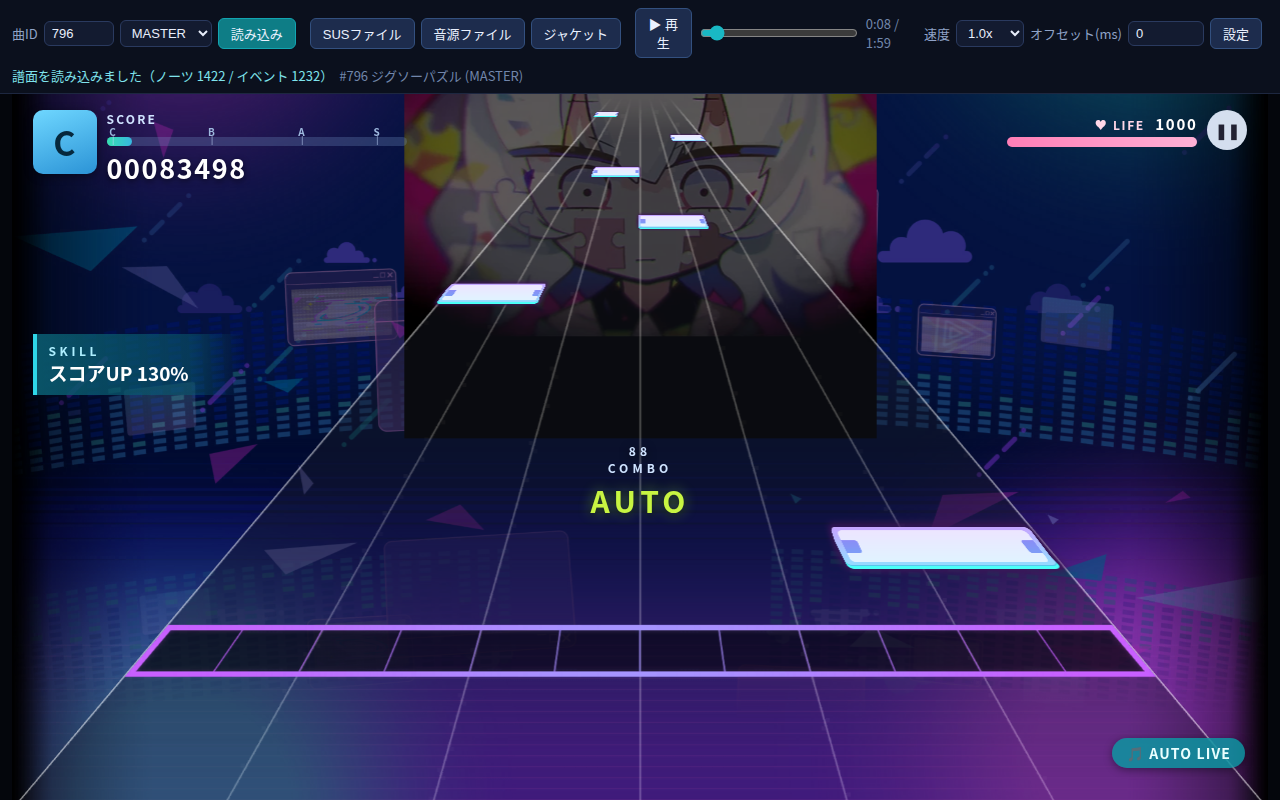 曲ID 796 MASTER 読み込み SUSファイル 音源ファイル ジャケット ▶ 再生 0:08 / 1:59 速度 1.0x オフセット(ms) 0 設定
譜面を読み込みました（ノーツ 1422 / イベント 1232） #796 ジグソーパズル (MASTER)
C
SCORE
C B A S
00083498
♥ LIFE 1000
SKILL
スコアUP 130%
88
COMBO
AUTO
AUTO LIVE